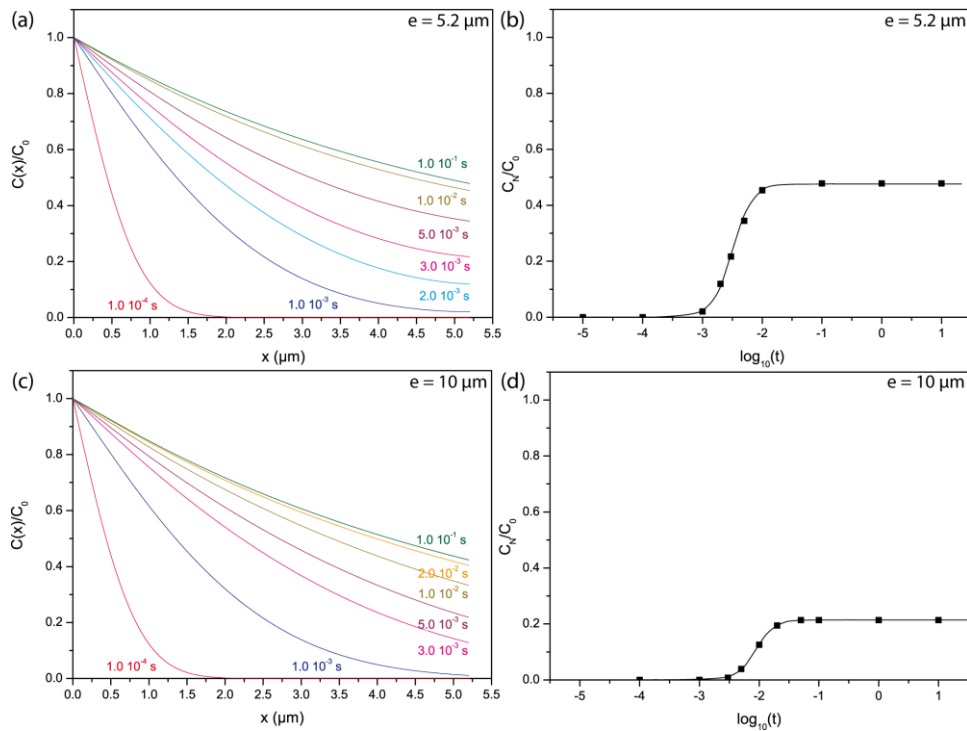 (a)
e = 5.2 µm
C(x)/C₀
1.0
0.8
0.6
0.4
0.2
0.0
1.0 10⁻¹ s
1.0 10⁻² s
5.0 10⁻³ s
3.0 10⁻³ s
2.0 10⁻³ s
1.0 10⁻⁴ s
1.0 10⁻³ s
0.0 0.5 1.0 1.5 2.0 2.5 3.0 3.5 4.0 4.5 5.0 5.5
x (µm)
(b)
e = 5.2 µm
C_N/C₀
1.0
0.8
0.6
0.4
0.2
0.0
-5 -4 -3 -2 -1 0 1
log₁₀(t)
(c)
e = 10 µm
C(x)/C₀
1.0
0.8
0.6
0.4
0.2
0.0
1.0 10⁻¹ s
2.0 10⁻² s
1.0 10⁻² s
5.0 10⁻³ s
3.0 10⁻³ s
1.0 10⁻⁴ s
1.0 10⁻³ s
0.0 0.5 1.0 1.5 2.0 2.5 3.0 3.5 4.0 4.5 5.0 5.5
x (µm)
(d)
e = 10 µm
C_N/C₀
1.0
0.8
0.6
0.4
0.2
0.0
-5 -4 -3 -2 -1 0 1
log₁₀(t)